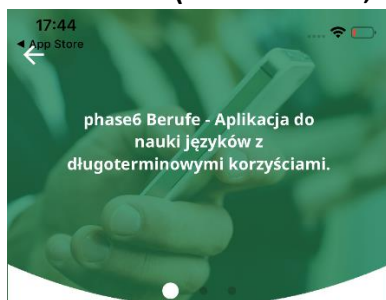 17:44
◀ App Store
phase6 Berufe - Aplikacja do
nauki języków z
długoterminowymi korzyściami.